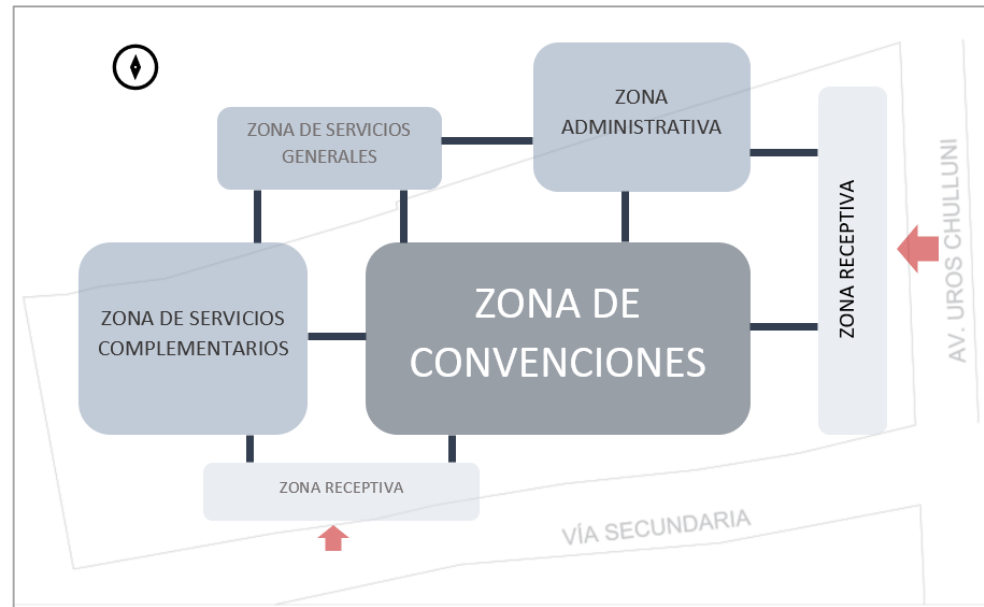 ZONA DE SERVICIOS
GENERALES
ZONA
ADMINISTRATIVA
ZONA RECEPTIVA
AV. UROS CHULLUNI
ZONA DE SERVICIOS
COMPLEMENTARIOS
ZONA DE
CONVENCIONES
ZONA RECEPTIVA
VÍA SECUNDARIA